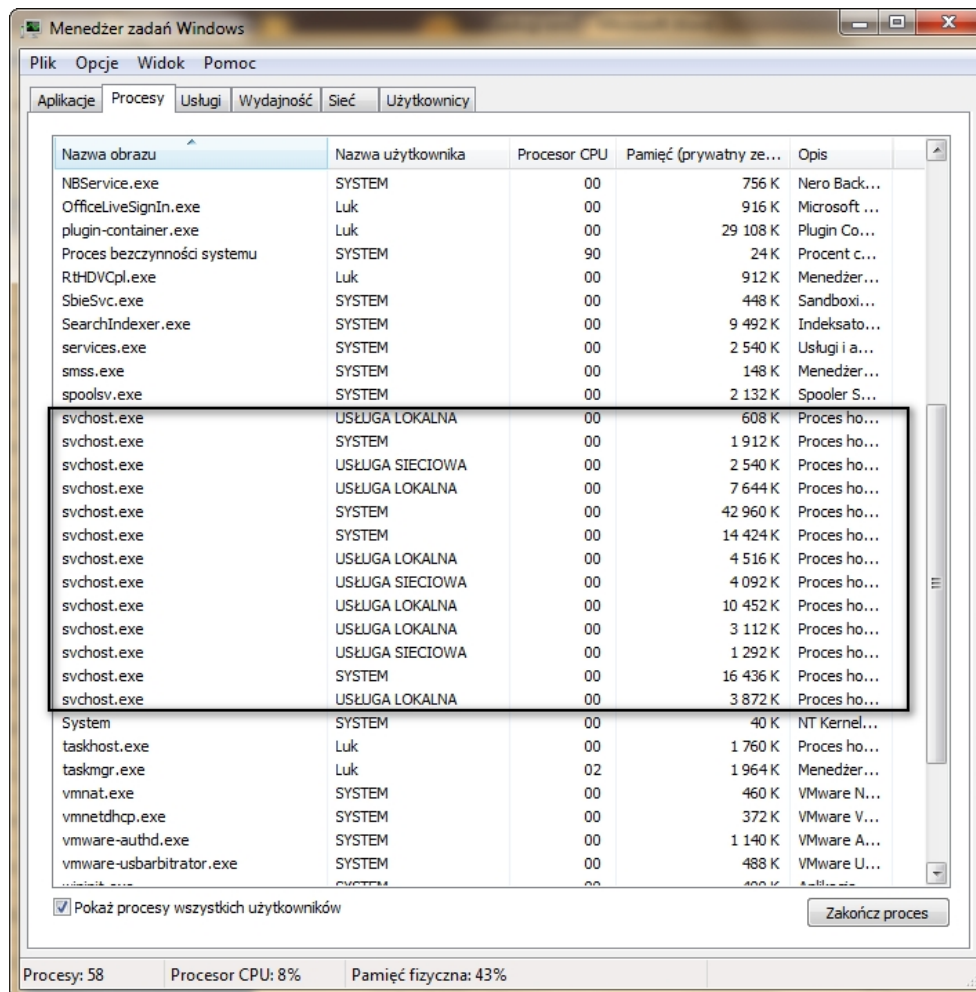 Menedżer zadań Windows
Plik Opcje Widok Pomoc
Aplikacje Procesy Usługi Wydajność Sieć Użytkownicy
Nazwa obrazu Nazwa użytkownika Procesor CPU Pamięć (prywatny ze... Opis
NBService.exe SYSTEM 00 756 K Nero Back...
OfficeLiveSignIn.exe Luk 00 916 K Microsoft ...
plugin-container.exe Luk 00 29 108 K Plugin Co...
Proces bezczynności systemu SYSTEM 90 24 K Procent c...
RtHDVCpl.exe Luk 00 912 K Menedżer...
SbieSvc.exe SYSTEM 00 448 K Sandboxi...
SearchIndexer.exe SYSTEM 00 9 492 K Indeksato...
services.exe SYSTEM 00 2 540 K Usługi i a...
smss.exe SYSTEM 00 148 K Menedżer...
spoolsv.exe SYSTEM 00 2 132 K Spooler S...
svchost.exe USŁUGA LOKALNA 00 608 K Proces ho...
svchost.exe SYSTEM 00 1 912 K Proces ho...
svchost.exe USŁUGA SIECIOWA 00 2 540 K Proces ho...
svchost.exe USŁUGA LOKALNA 00 7 644 K Proces ho...
svchost.exe SYSTEM 00 42 960 K Proces ho...
svchost.exe SYSTEM 00 14 424 K Proces ho...
svchost.exe USŁUGA LOKALNA 00 4 516 K Proces ho...
svchost.exe USŁUGA SIECIOWA 00 4 092 K Proces ho...
svchost.exe USŁUGA LOKALNA 00 10 452 K Proces ho...
svchost.exe USŁUGA LOKALNA 00 3 112 K Proces ho...
svchost.exe USŁUGA SIECIOWA 00 1 292 K Proces ho...
svchost.exe SYSTEM 00 16 436 K Proces ho...
svchost.exe USŁUGA LOKALNA 00 3 872 K Proces ho...
System SYSTEM 00 40 K NT Kernel...
taskhost.exe Luk 00 1 760 K Proces ho...
taskmgr.exe Luk 02 1 964 K Menedżer...
vmnat.exe SYSTEM 00 460 K VMware N...
vmnetdhcp.exe SYSTEM 00 372 K VMware V...
vmware-authd.exe SYSTEM 00 1 140 K VMware A...
vmware-usbarbitrator.exe SYSTEM 00 488 K VMware U...
Pokaż procesy wszystkich użytkowników
Zakończ proces
Procesy: 58 Procesor CPU: 8% Pamięć fizyczna: 43%